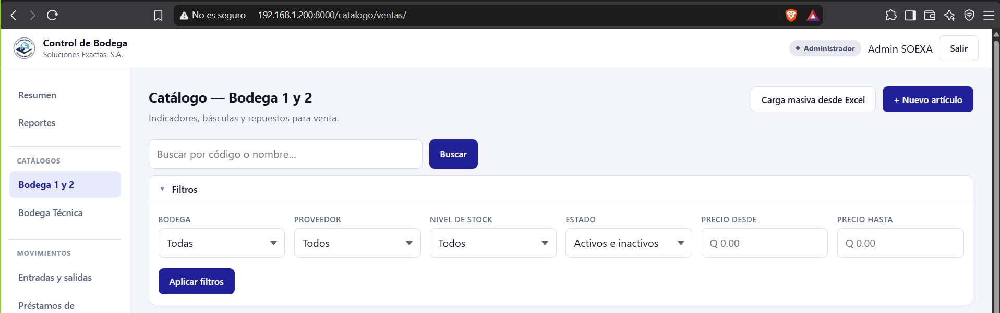 No es seguro 192.168.1.200:8000/catalogo/ventas/
Control de Bodega
Soluciones Exactas, S.A.
Administrador
Admin SOEXA
Salir
Resumen
Reportes
CATÁLOGOS
Bodega 1 y 2
Bodega Técnica
MOVIMIENTOS
Entradas y salidas
Préstamos de
Catálogo — Bodega 1 y 2
Indicadores, básculas y repuestos para venta.
Carga masiva desde Excel
+ Nuevo artículo
Buscar por código o nombre...
Buscar
Filtros
BODEGA
Todas
PROVEEDOR
Todos
NIVEL DE STOCK
Todos
ESTADO
Activos e inactivos
PRECIO DESDE
Q 0.00
PRECIO HASTA
Q 0.00
Aplicar filtros